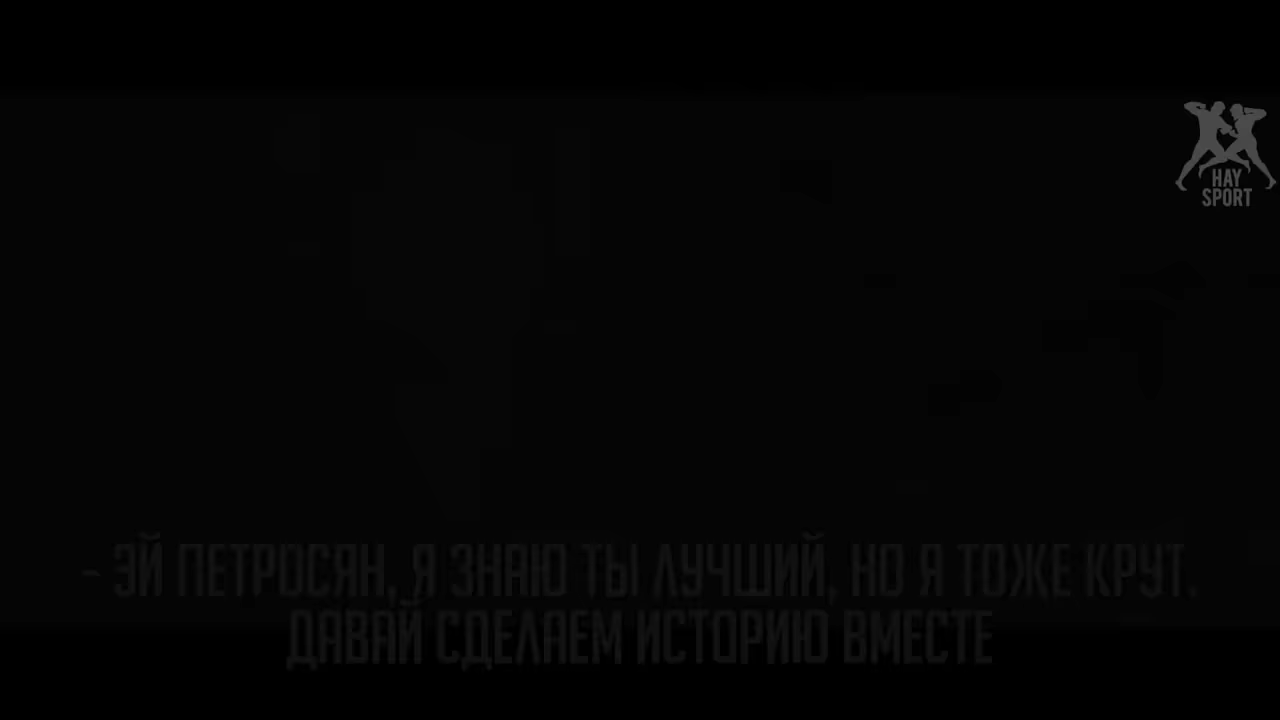 HAY
SPORT
- ЭЙ ПЕТРОСЯН, Я ЗНАЮ ТЫ ЛУЧШИЙ, НО Я ТОЖЕ КРУТ.
ДАВАЙ СДЕЛАЕМ ИСТОРИЮ ВМЕСТЕ